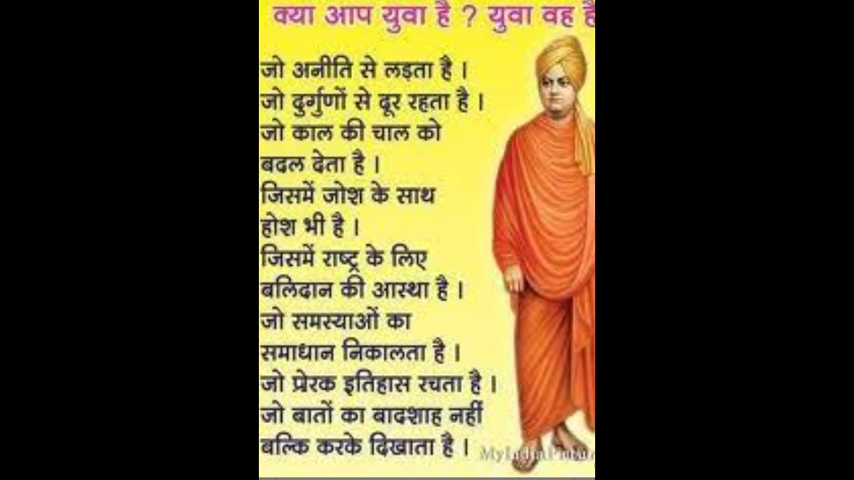 क्या आप युवा है ? युवा वह है
जो अनीति से लड़ता है ।
जो दुर्गुणों से दूर रहता है ।
जो काल की चाल को
बदल देता है ।
जिसमें जोश के साथ
होश भी है ।
जिसमें राष्ट्र के लिए
बलिदान की आस्था है ।
जो समस्याओं का
समाधान निकालता है ।
जो प्रेरक इतिहास रचता है ।
जो बातों का बादशाह नहीं
बल्कि करके दिखाता है ।